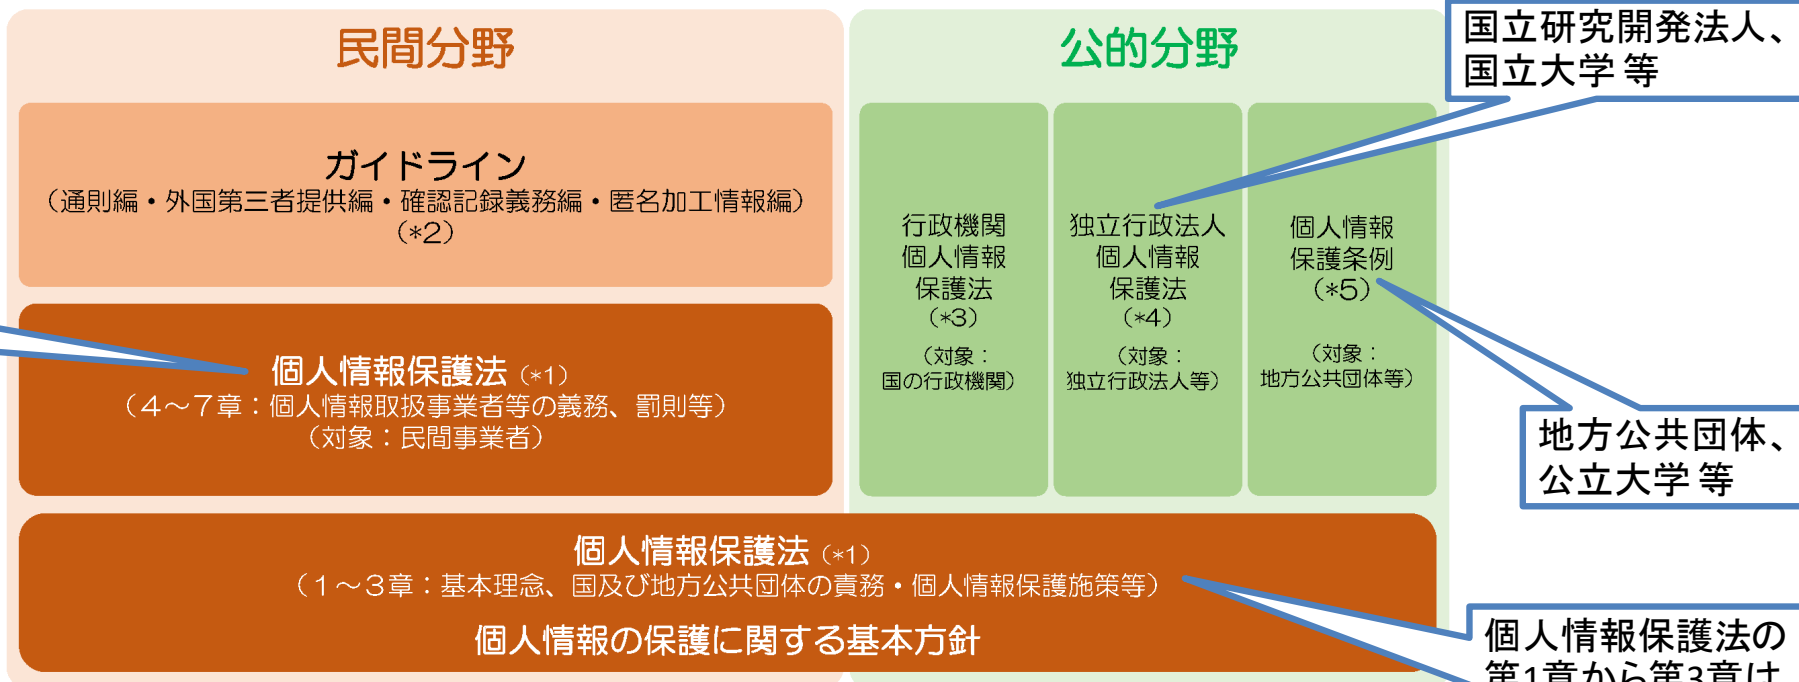 民間分野
ガイドライン
（通則編・外国第三者提供編・確認記録義務編・匿名加工情報編）
（*2）
個人情報保護法（*1）
（４～７章：個人情報取扱事業者等の義務、罰則等）
（対象：民間事業者）
公的分野
行政機関
個人情報
保護法
（*3）
（対象：
国の行政機関）
独立行政法人
個人情報
保護法
（*4）
（対象：
独立行政法人等）
個人情報
保護条例
（*5）
（対象：
地方公共団体等）
国立研究開発法人、
国立大学 等
地方公共団体、
公立大学 等
個人情報保護法（*1）
（１～３章：基本理念、国及び地方公共団体の責務・個人情報保護施策等）
個人情報の保護に関する基本方針
個人情報保護法の
第1章から第3章は